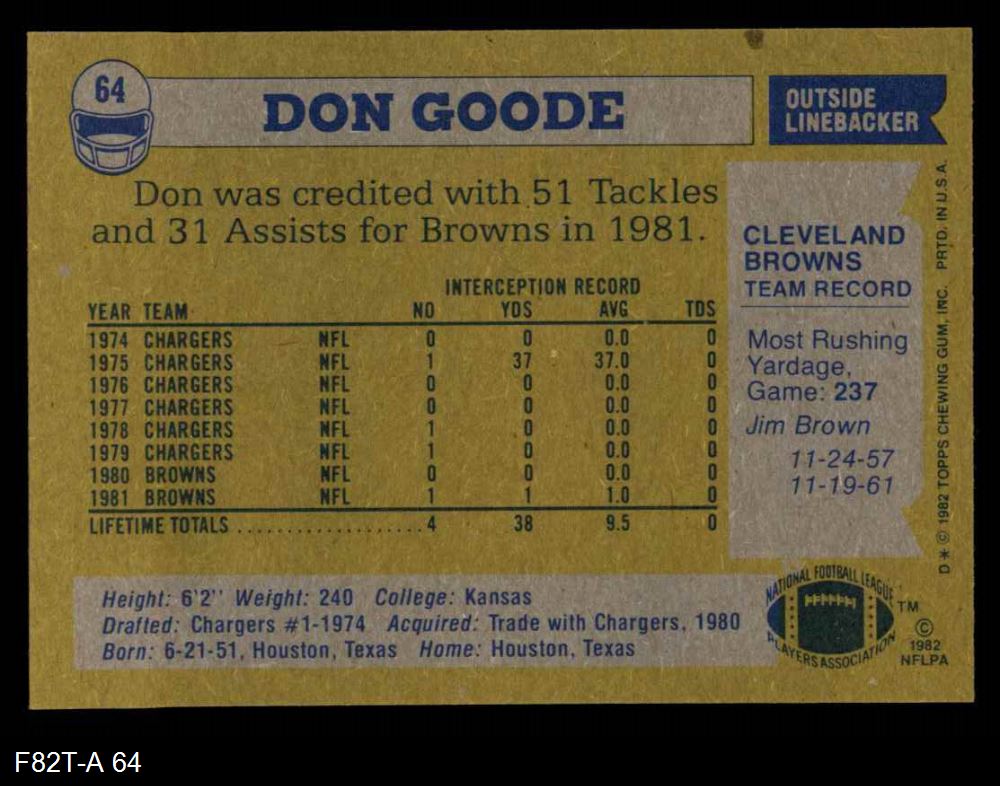 64
DON GOODE
OUTSIDE
LINEBACKER
Don was credited with 51 Tackles
and 31 Assists for Browns in 1981.
INTERCEPTION RECORD
YEAR TEAM NO YDS AVG TDS
1974 CHARGERS NFL 0 0 0.0 0
1975 CHARGERS NFL 1 37 37.0 0
1976 CHARGERS NFL 0 0 0.0 0
1977 CHARGERS NFL 0 0 0.0 0
1978 CHARGERS NFL 1 0 0.0 0
1979 CHARGERS NFL 1 0 0.0 0
1980 BROWNS NFL 0 0 0.0 0
1981 BROWNS NFL 1 1 1.0 0
LIFETIME TOTALS .................. 4 38 9.5 0
CLEVELAND
BROWNS
TEAM RECORD
Most Rushing
Yardage,
Game: 237
Jim Brown
11-24-57
11-19-61
D * © 1982 TOPPS CHEWING GUM, INC. PRTD. IN U.S.A.
Height: 6'2" Weight: 240 College: Kansas
Drafted: Chargers #1-1974 Acquired: Trade with Chargers, 1980
Born: 6-21-51, Houston, Texas Home: Houston, Texas
NATIONAL FOOTBALL LEAGUE
PLAYERS ASSOCIATION
TM
©
1982
NFLPA
F82T-A 64